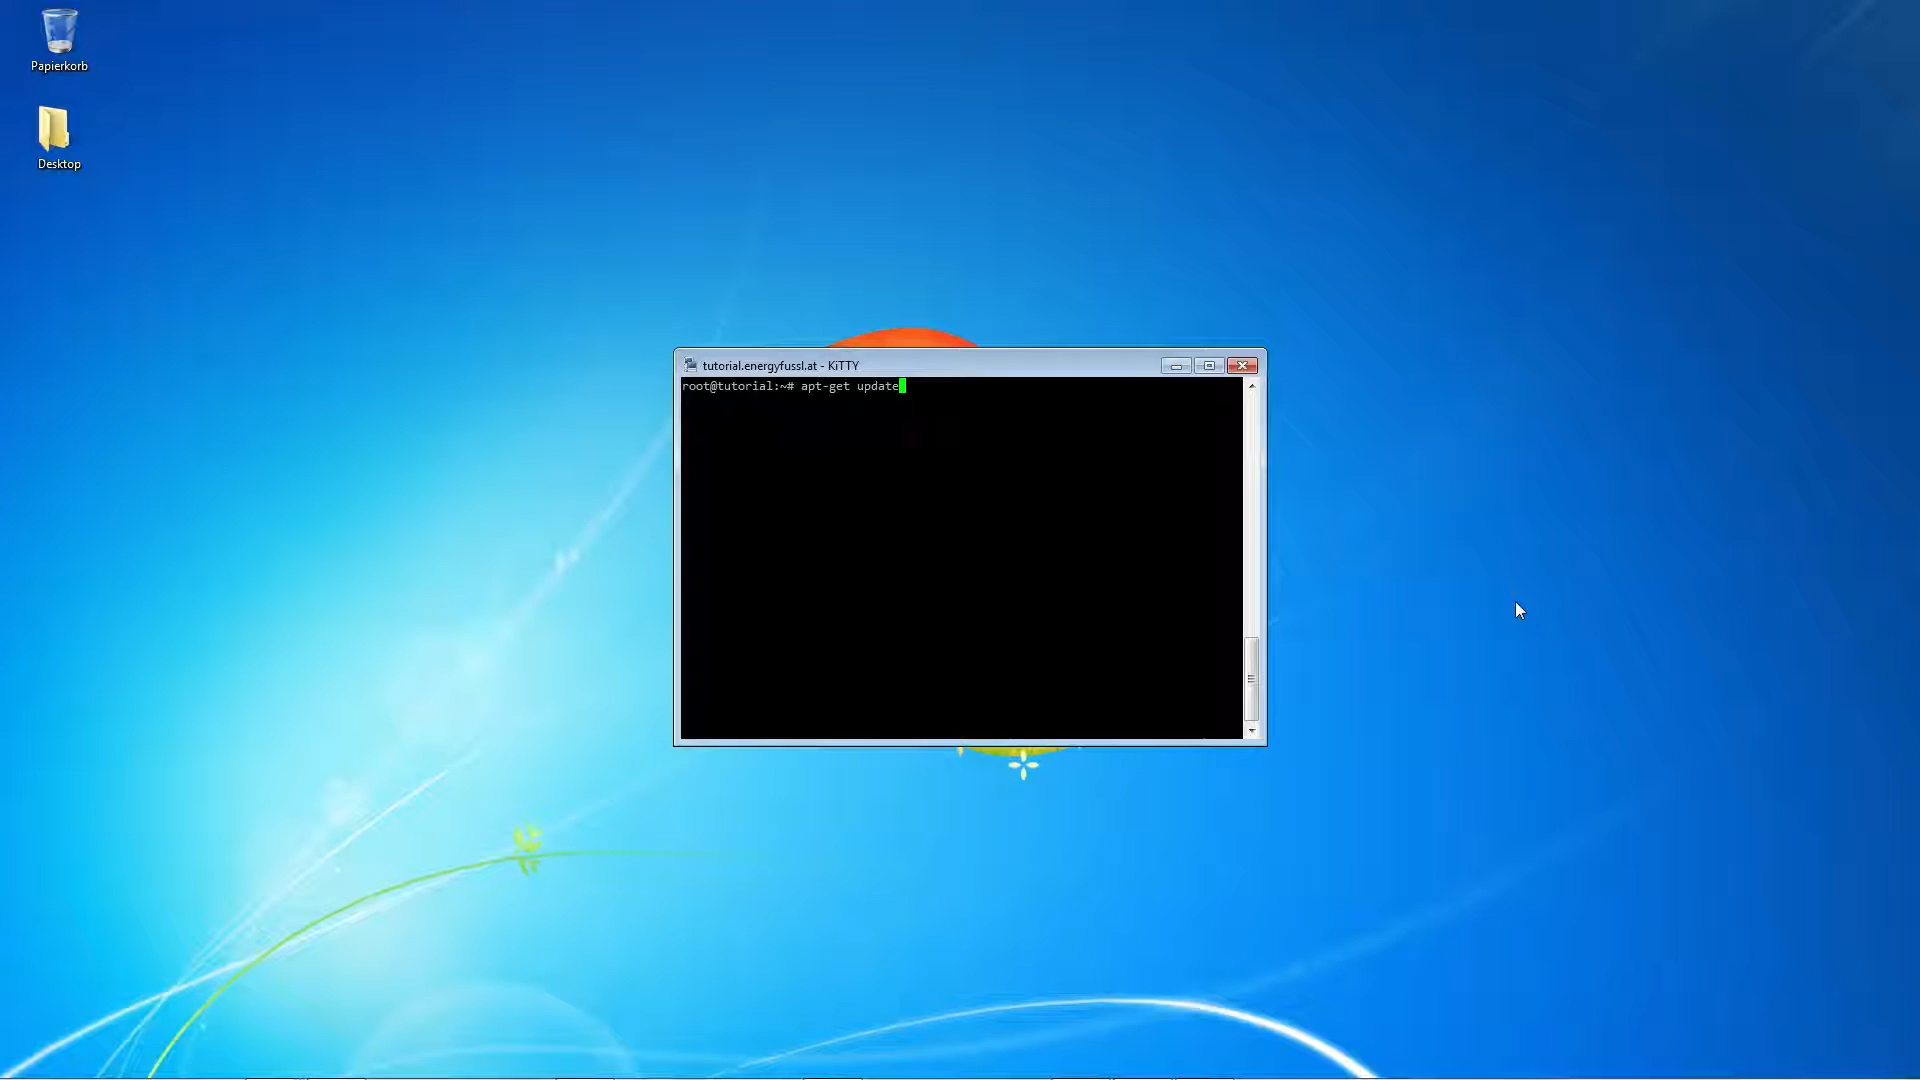 Papierkorb
Desktop
tutorial.energyfussl.at - KiTTY
root@tutorial:~# apt-get update